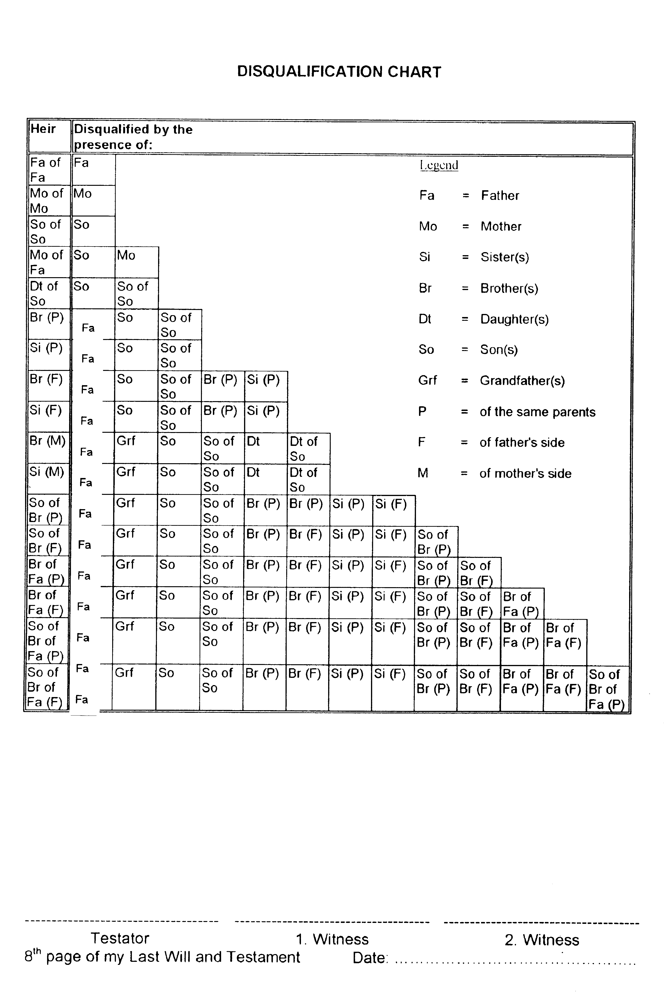 DISQUALIFICATION CHART
Heir Disqualified by the
presence of:
Fa of Fa Legend
Fa
Mo of Mo Fa = Father
Mo
So of So Mo = Mother
So
Mo of So Mo Si = Sister(s)
Fa
Dt of So So of Br = Brother(s)
So So
Br (P) Fa So So of Dt = Daughter(s)
So
Si (P) Fa So So of So = Son(s)
So
Br (F) Fa So So of Br (P) Si (P) Grf = Grandfather(s)
So
Si (F) Fa So So of Br (P) Si (P) P = of the same parents
So
Br (M) Fa Grf So So of Dt Dt of F = of father's side
So So
Si (M) Fa Grf So So of Dt Dt of M = of mother's side
So So
So of Fa Grf So So of Br (P) Br (P) Si (P) Si (F)
Br (P) So
So of Fa Grf So So of Br (P) Br (F) Si (P) Si (F) So of
Br (F) So Br (P)
Br of Fa Grf So So of Br (P) Br (F) Si (P) Si (F) So of So of
Fa (P) So Br (P) Br (F)
Br of Fa Grf So So of Br (P) Br (F) Si (P) Si (F) So of So of Br of
Fa (F) So Br (P) Br (F) Fa (P)
So of Fa Grf So So of Br (P) Br (F) Si (P) Si (F) So of So of Br of Br of
Br of So Br (P) Br (F) Fa (P) Fa (F)
Fa (P)
So of Fa Grf So So of Br (P) Br (F) Si (P) Si (F) So of So of Br of Br of So of
Br of So Br (P) Br (F) Fa (P) Fa (F) Br of
Fa (F) Fa Fa (P)
Testator 1. Witness 2. Witness
8th page of my Last Will and Testament Date: ....................................................